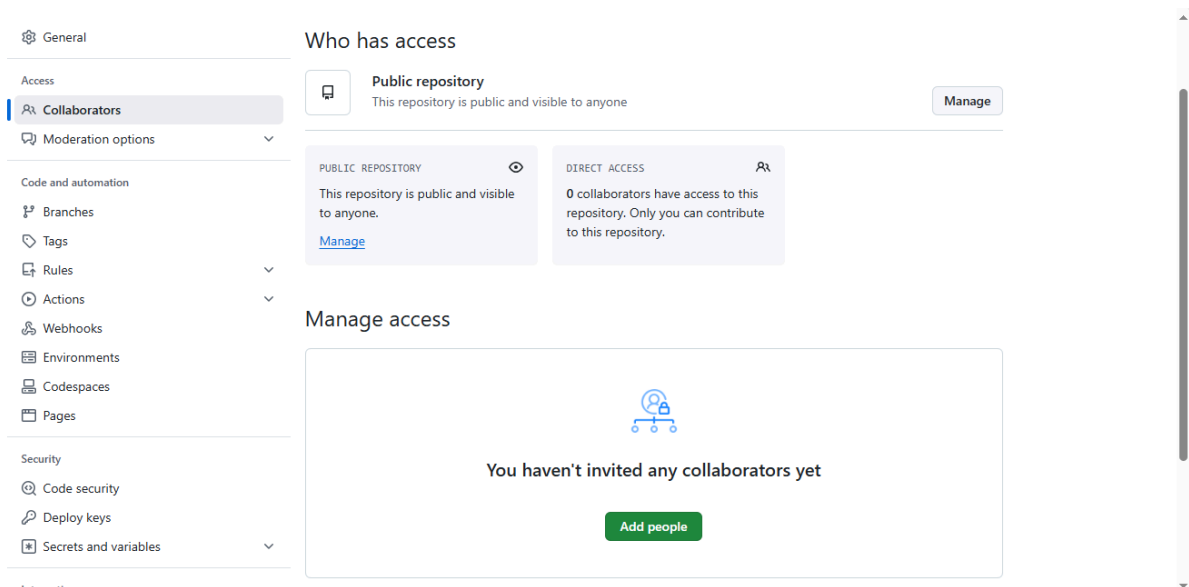 General
Access
Collaborators
Moderation options
Code and automation
Branches
Tags
Rules
Actions
Webhooks
Environments
Codespaces
Pages
Security
Code security
Deploy keys
Secrets and variables
Who has access
Public repository
This repository is public and visible to anyone
Manage
PUBLIC REPOSITORY
This repository is public and visible
to anyone.
Manage
DIRECT ACCESS
0 collaborators have access to this
repository. Only you can contribute
to this repository.
Manage access
You haven't invited any collaborators yet
Add people